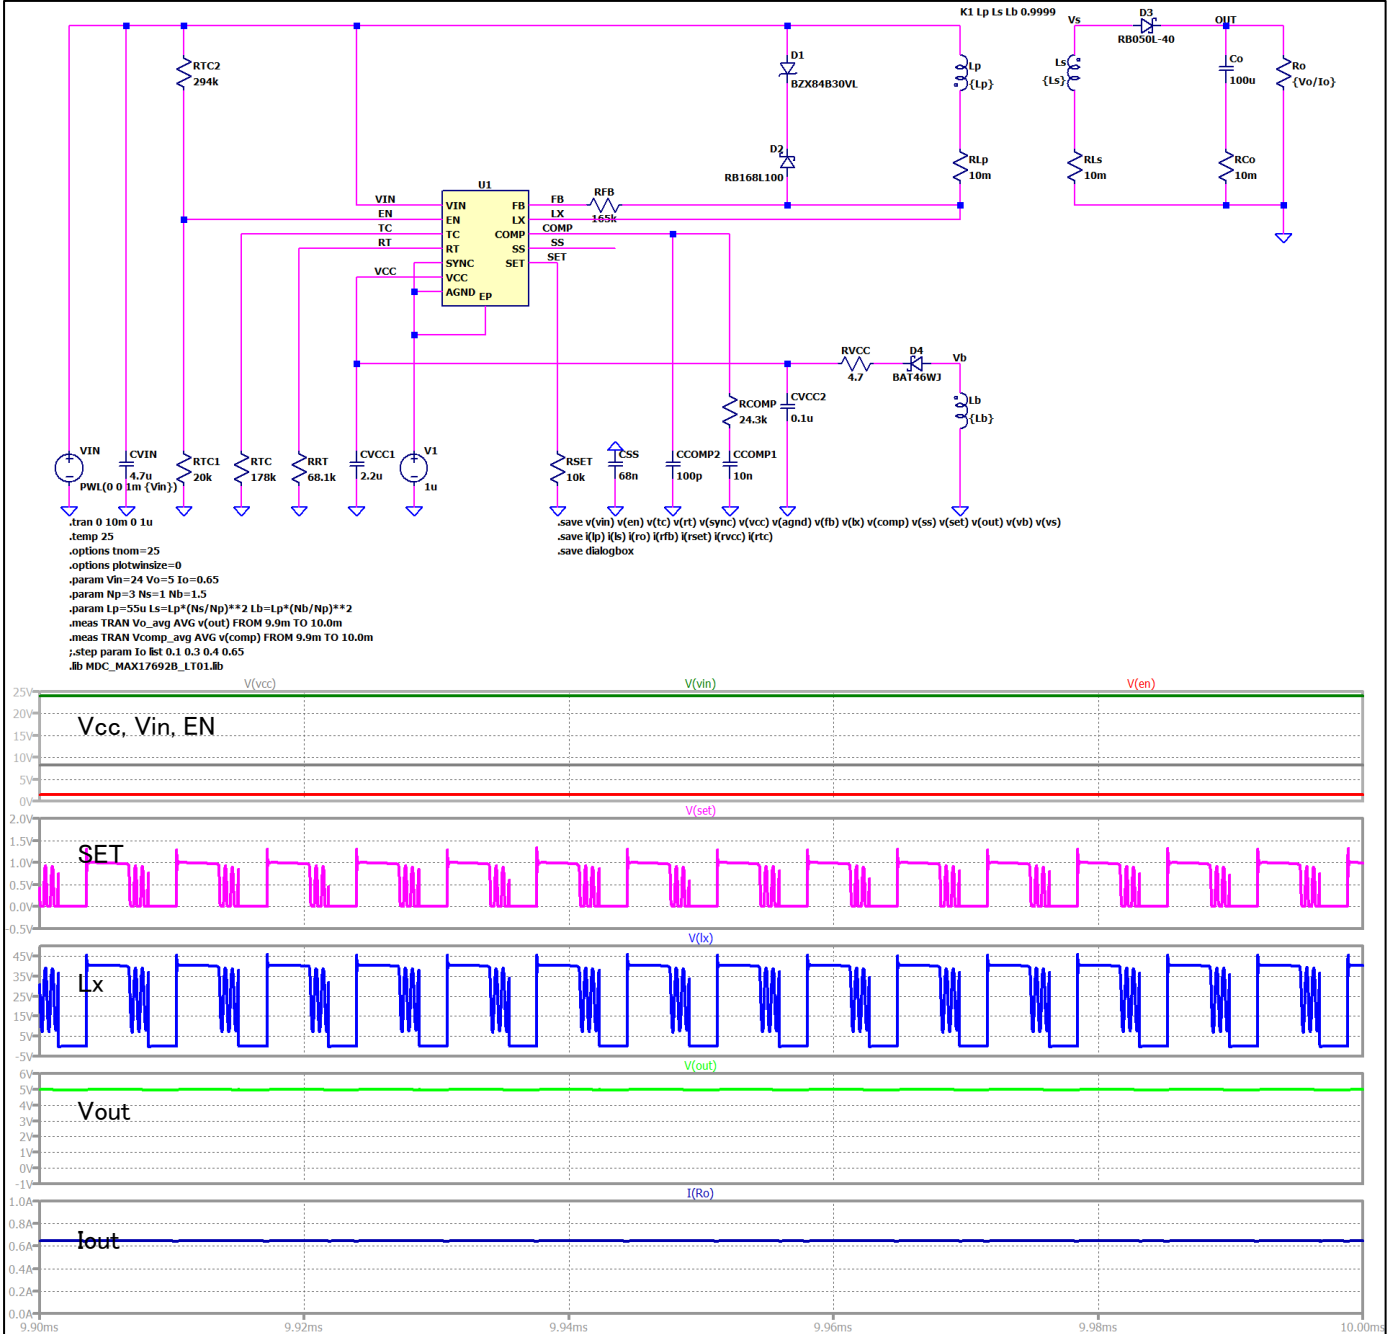 K1 Lp Ls Lb 0.9999
Vs
D3
RB050L-40
OUT
RTC2
294k
D1
BZX84B30VL
Lp
{Lp}
Ls
{Ls}
Co
100u
Ro
{Vo/Io}
D2
RB168L100
RLp
10m
RLs
10m
RCo
10m
U1
VIN
EN
TC
RT
VCC
VIN
EN
TC
RT
SYNC
VCC
AGND
EP
FB
LX
COMP
SS
SET
FB
LX
COMP
SS
SET
RFB
165k
RVCC
4.7
D4
BAT46WJ
Vb
Lb
{Lb}
RCOMP
24.3k
CVCC2
0.1u
VIN
PWL(0 0 1m {Vin})
CVIN
4.7u
RTC1
20k
RTC
178k
RRT
68.1k
CVCC1
2.2u
V1
1u
RSET
10k
CSS
68n
CCOMP2
100p
CCOMP1
10n
.tran 0 10m 0 1u
.temp 25
.options tnom=25
.options plotwinsize=0
.param Vin=24 Vo=5 Io=0.65
.param Np=3 Ns=1 Nb=1.5
.param Lp=55u Ls=Lp*(Ns/Np)**2 Lb=Lp*(Nb/Np)**2
.meas TRAN Vo_avg AVG v(out) FROM 9.9m TO 10.0m
.meas TRAN Vcomp_avg AVG v(comp) FROM 9.9m TO 10.0m
;.step param Io list 0.1 0.3 0.4 0.65
.lib MDC_MAX17692B_LT01.lib
.save v(vin) v(en) v(tc) v(rt) v(sync) v(vcc) v(agnd) v(fb) v(lx) v(comp) v(ss) v(set) v(out) v(vb) v(vs)
.save i(lp) i(ls) i(ro) i(rfb) i(rset) i(rvcc) i(rtc)
.save dialogbox
V(vcc) V(vin) V(en)
25V
20V
15V
10V
5V
0V
Vcc, Vin, EN
V(set)
2.0V
1.5V
1.0V
0.5V
0.0V
-0.5V
SET
V(lx)
45V
35V
25V
15V
5V
-5V
Lx
V(out)
6V
5V
4V
3V
2V
1V
0V
-1V
Vout
I(Ro)
1.0A
0.8A
0.6A
0.4A
0.2A
0.0A
Iout
9.90ms 9.92ms 9.94ms 9.96ms 9.98ms 10.00ms